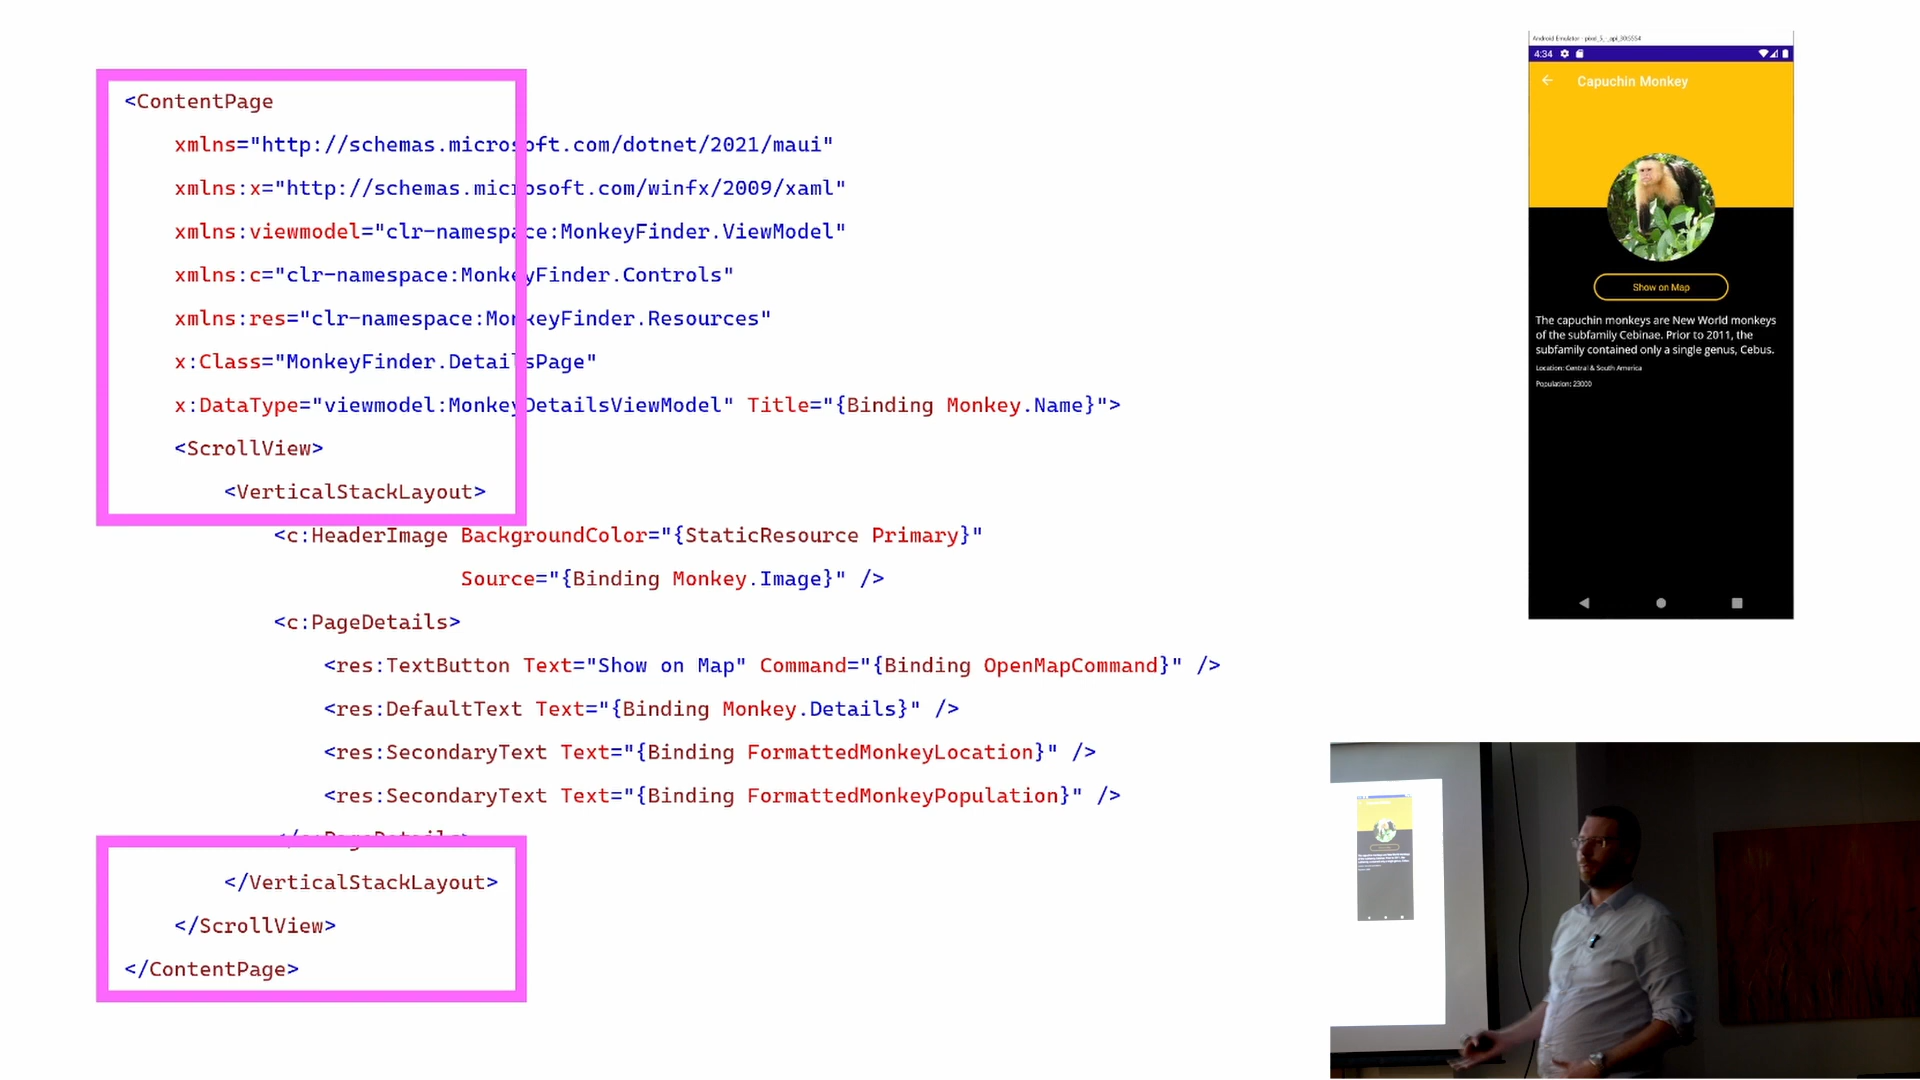 <ContentPage
xmlns="http://schemas.microsoft.com/dotnet/2021/maui"
xmlns:x="http://schemas.microsoft.com/winfx/2009/xaml"
xmlns:viewmodel="clr-namespace:MonkeyFinder.ViewModel"
xmlns:c="clr-namespace:MonkeyFinder.Controls"
xmlns:res="clr-namespace:MonkeyFinder.Resources"
x:Class="MonkeyFinder.DetailsPage"
x:DataType="viewmodel:MonkeyDetailsViewModel" Title="{Binding Monkey.Name}">
<ScrollView>
<VerticalStackLayout>
<c:HeaderImage BackgroundColor="{StaticResource Primary}"
Source="{Binding Monkey.Image}" />
<c:PageDetails>
<res:TextButton Text="Show on Map" Command="{Binding OpenMapCommand}" />
<res:DefaultText Text="{Binding Monkey.Details}" />
<res:SecondaryText Text="{Binding FormattedMonkeyLocation}" />
<res:SecondaryText Text="{Binding FormattedMonkeyPopulation}" />
</c:PageDetails>
</VerticalStackLayout>
</ScrollView>
</ContentPage>
Android Emulator - pixel_5_-_api_30:5554
4:34
Capuchin Monkey
Show on Map
The capuchin monkeys are New World monkeys
of the subfamily Cebinae. Prior to 2011, the
subfamily contained only a single genus, Cebus.
Location: Central & South America
Population: 23000